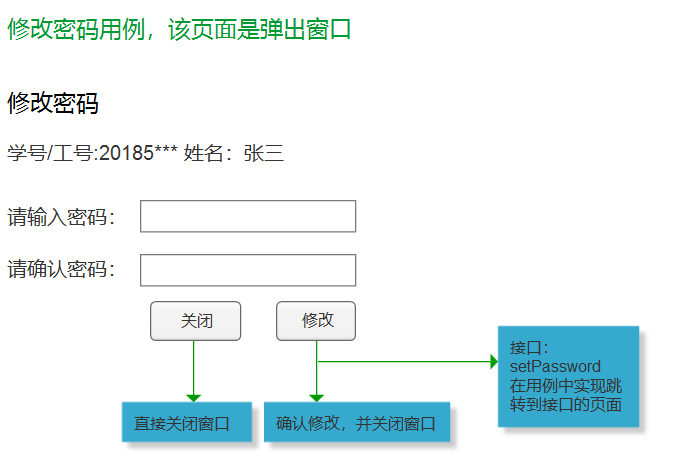 修改密码用例，该页面是弹出窗口
修改密码
学号/工号:20185*** 姓名：张三
请输入密码：
请确认密码：
关闭
修改
接口：
setPassword
在用例中实现跳
转到接口的页面
直接关闭窗口
确认修改，并关闭窗口